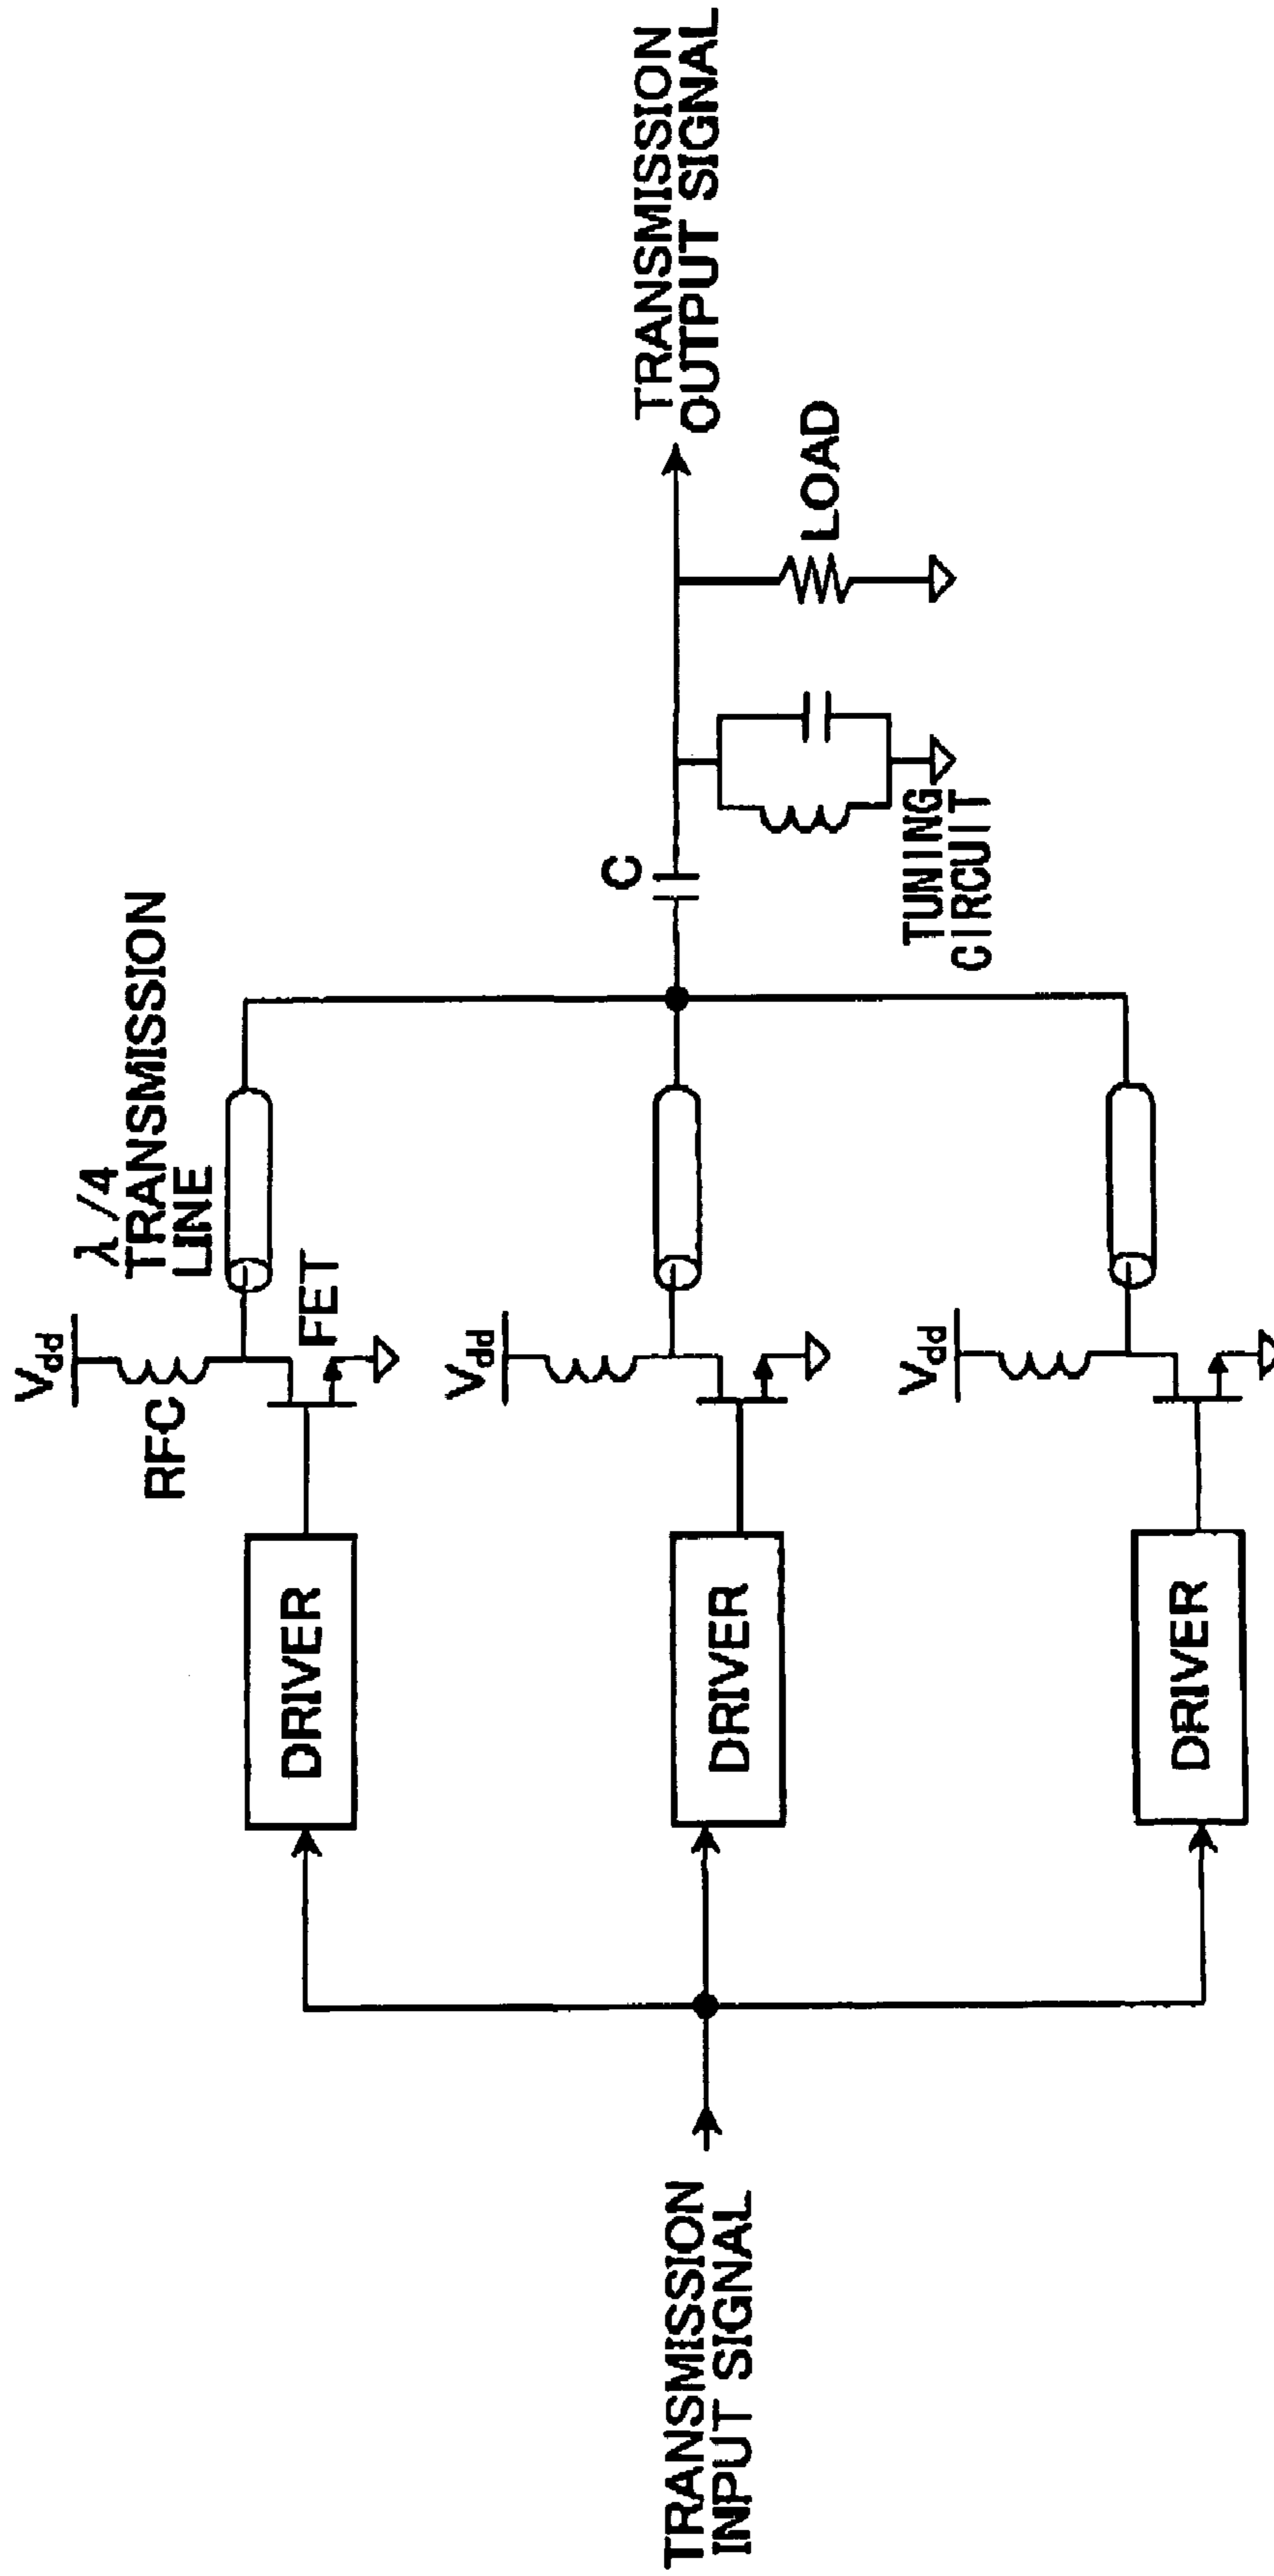 TRANSMISSION
INPUT SIGNAL
DRIVER
DRIVER
DRIVER
Vdd
RFC
FET
λ/4
TRANSMISSION
LINE
Vdd
Vdd
C
TUNING
CIRCUIT
LOAD
TRANSMISSION
OUTPUT SIGNAL